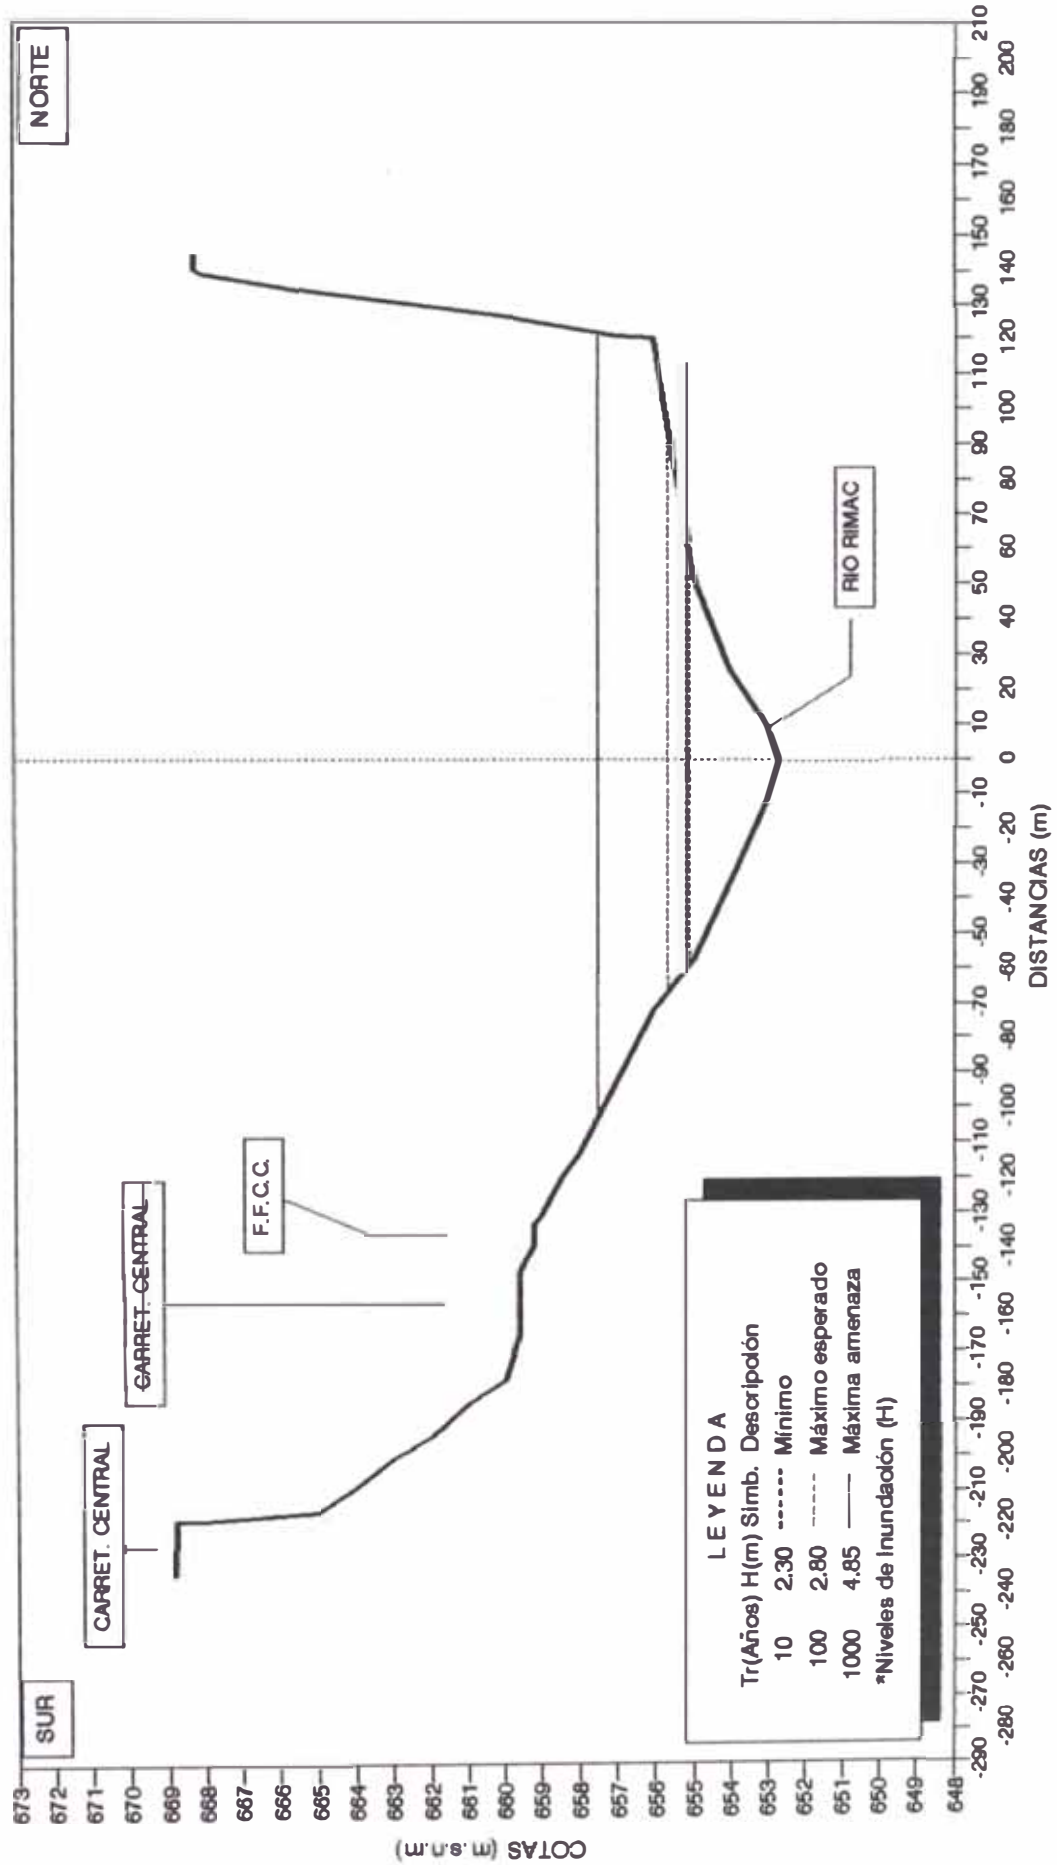 SUR
NORTE
CARRET. CENTRAL
CARRET. CENTRAL
F.F.C.C.
RIO RIMAC
COTAS (m.s.n.m)
673
672
671
670
669
668
667
666
665
664
663
662
661
660
659
658
657
656
655
654
653
652
651
650
649
648
-290 -280 -270 -260 -250 -240 -230 -220 -210 -200 -190 -180 -170 -160 -150 -140 -130 -120 -110 -100 -90 -80 -70 -60 -50 -40 -30 -20 -10 0 10 20 30 40 50 60 70 80 90 100 110 120 130 140 150 160 170 180 190 200 210
DISTANCIAS (m)
LEYENDA
Tr(Años) H(m) Simb. Descripolón
10 2.30 Mínimo
100 2.80 Máximo esperado
1000 4.85 Máxima amenaza
*Niveles de Inundaolón (H)